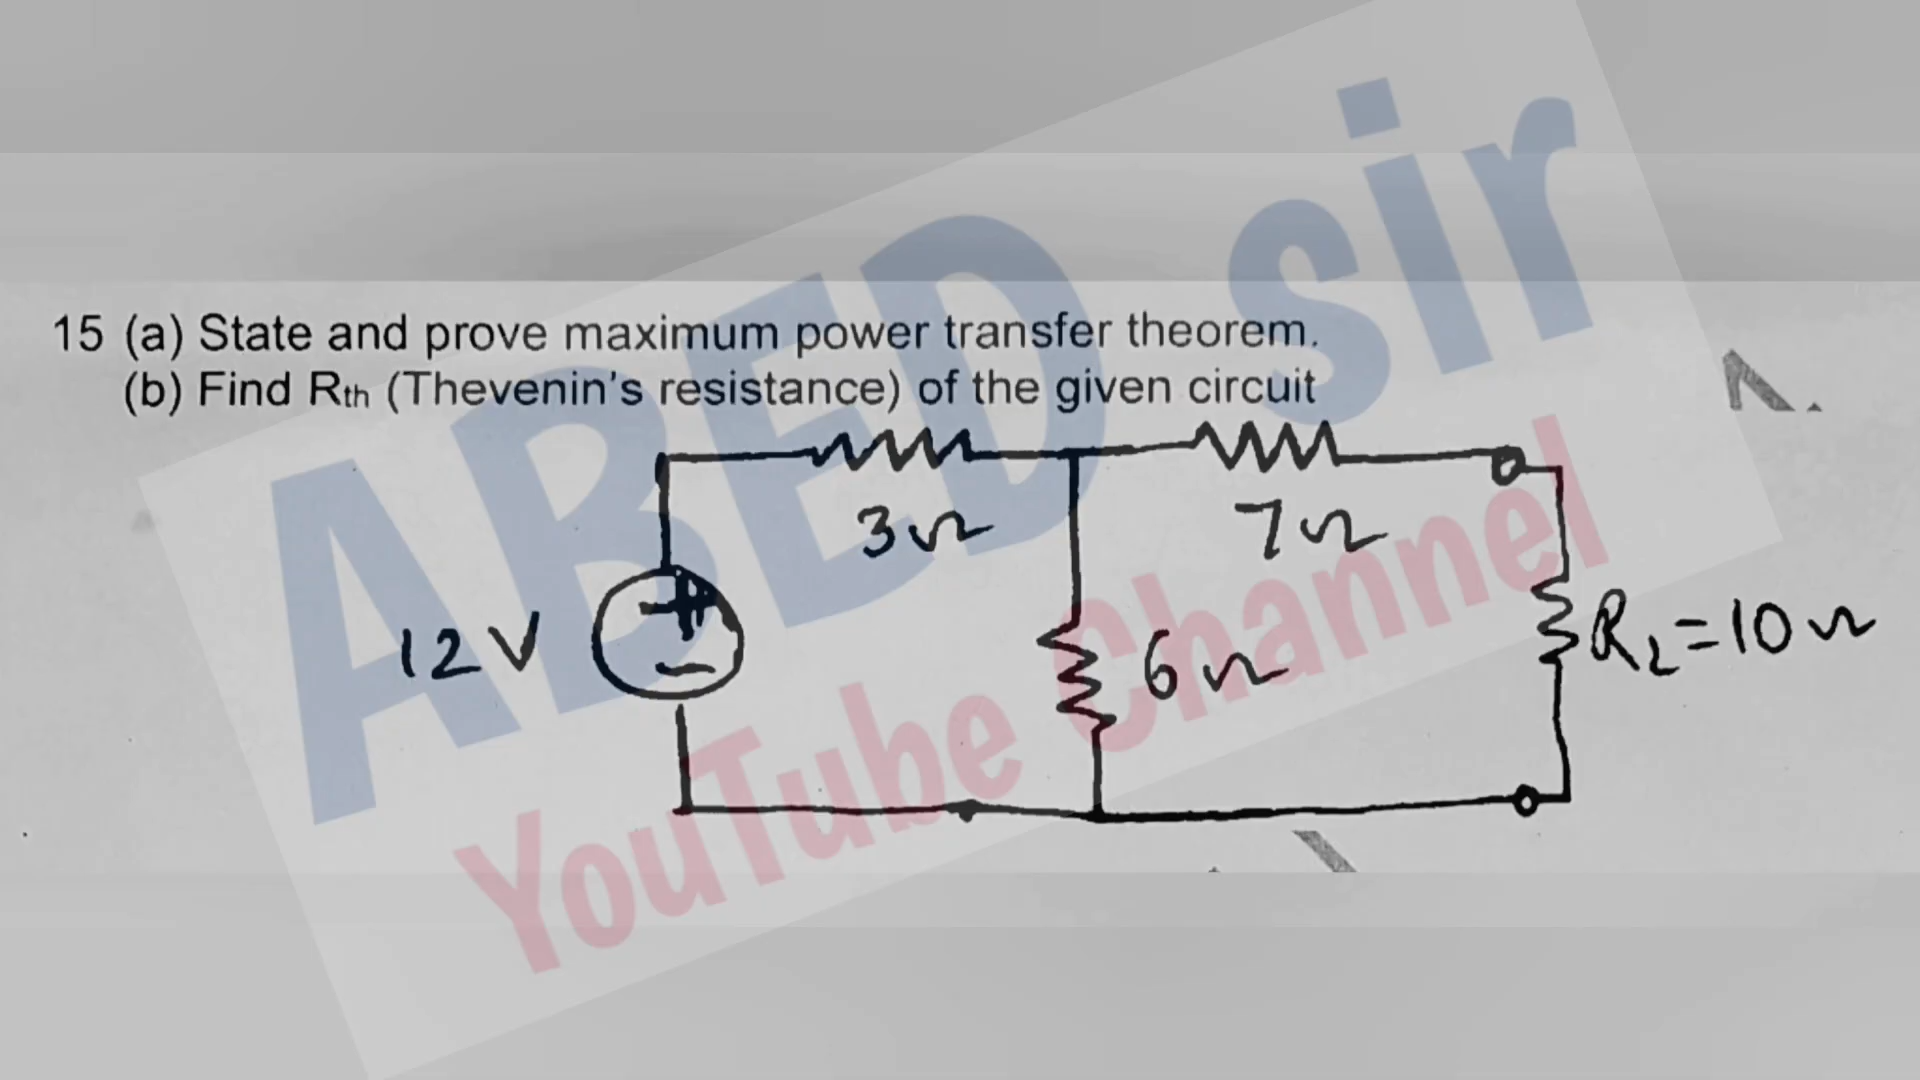 15 (a) State and prove maximum power transfer theorem.
(b) Find Rth (Thevenin's resistance) of the given circuit
3Ω
7Ω
12V
+
-
6Ω
R_L=10Ω
ABED sir
YouTube Channel